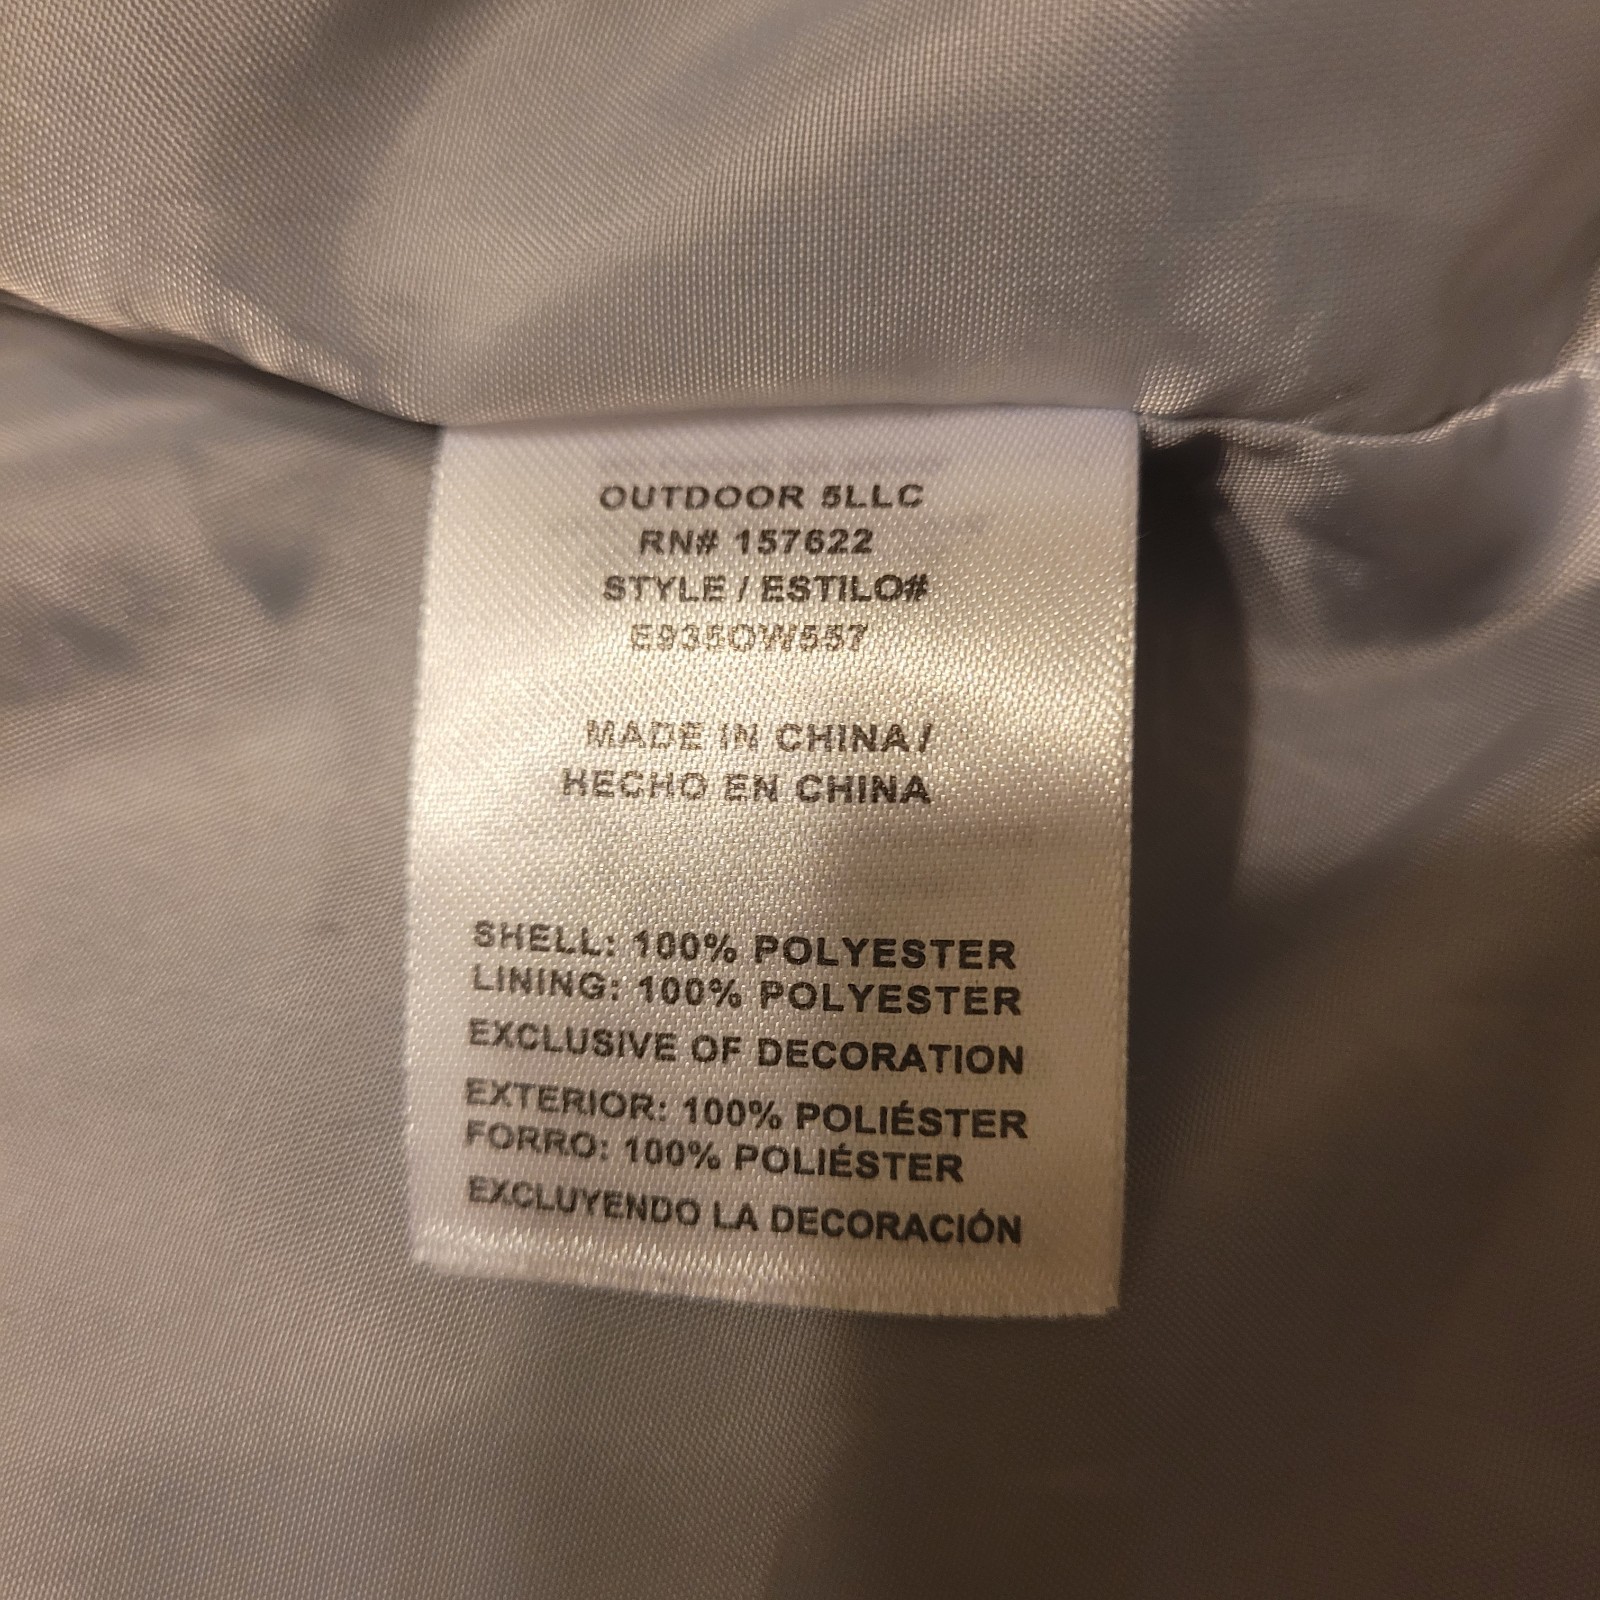 OUTDOOR 5LLC
RN# 157622
STYLE / ESTILO#
E935OW557
MADE IN CHINA/
HECHO EN CHINA
SHELL: 100% POLYESTER
LINING: 100% POLYESTER
EXCLUSIVE OF DECORATION
EXTERIOR: 100% POLIÉSTER
FORRO: 100% POLIÉSTER
EXCLUYENDO LA DECORACIÓN